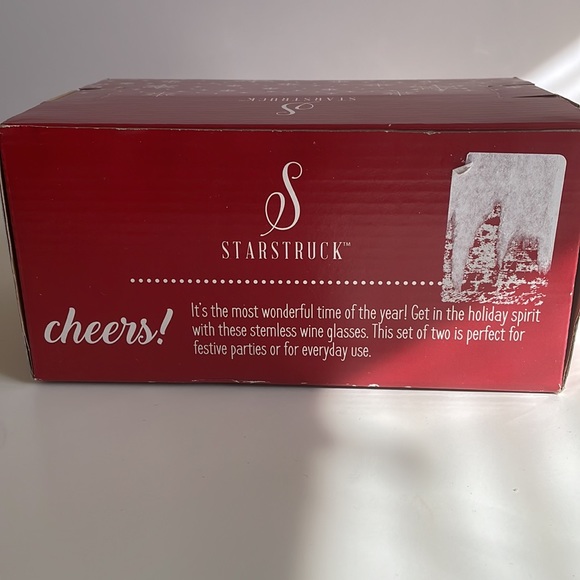 STARSTRUCK
S
S
STARSTRUCK™
cheers!
It's the most wonderful time of the year! Get in the holiday spirit
with these stemless wine glasses. This set of two is perfect for
festive parties or for everyday use.